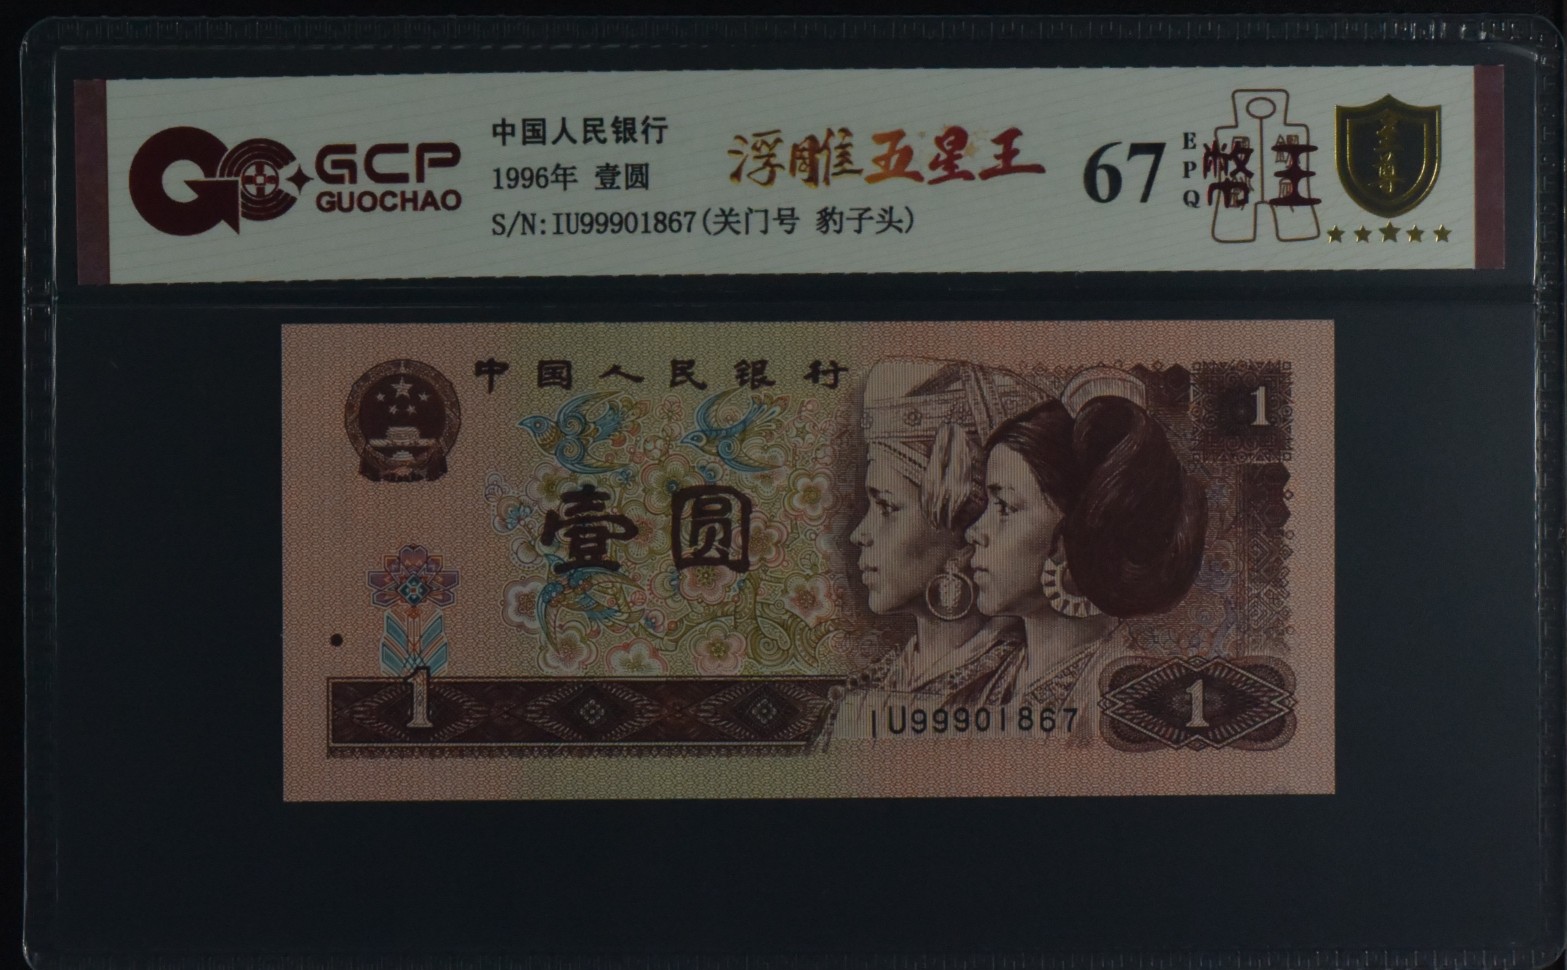 GCP
GUOCHAO
中国人民银行
1996年 壹圆
S/N:IU99901867(关门号 豹子头)
浮雕五星王
67
EPQ
至尊
中国人民银行
壹圆
1
1
1
IU99901867